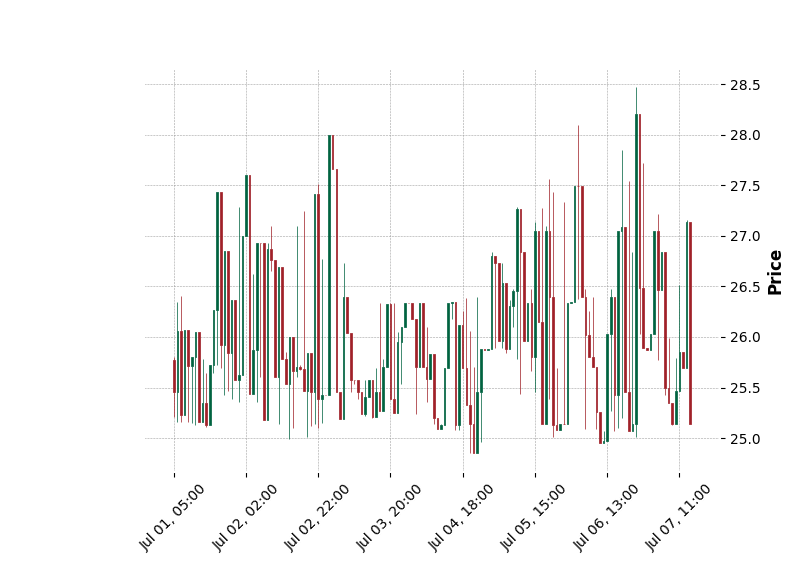 28.5
28.0
27.5
27.0
26.5
26.0
25.5
25.0
Price
Jul 01, 05:00
Jul 02, 02:00
Jul 02, 22:00
Jul 03, 20:00
Jul 04, 18:00
Jul 05, 15:00
Jul 06, 13:00
Jul 07, 11:00